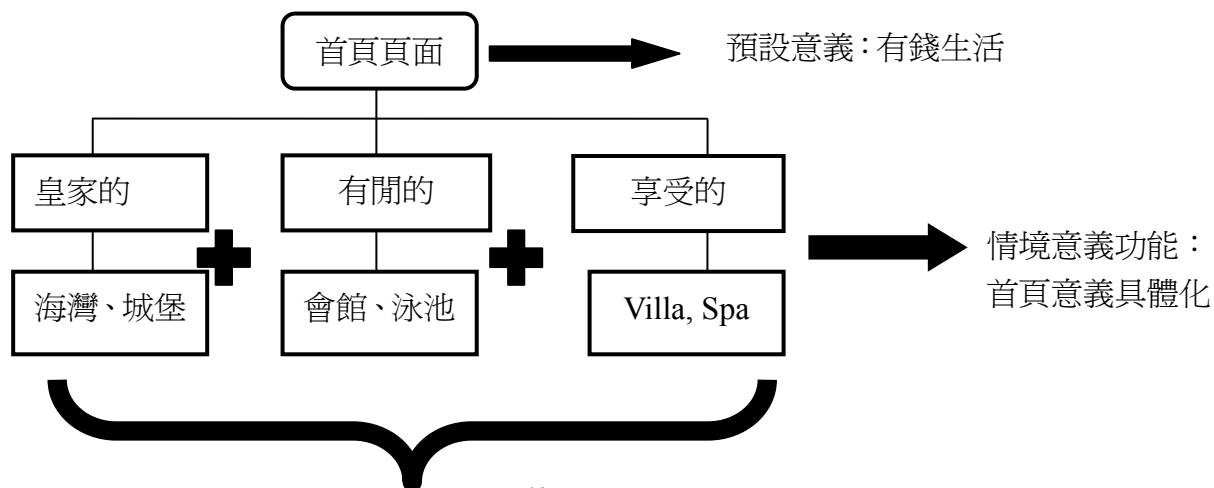 首頁頁面
預設意義：有錢生活
皇家的
有閒的
享受的
情境意義功能：
首頁意義具體化
海灣、城堡
會館、泳池
Villa, Spa